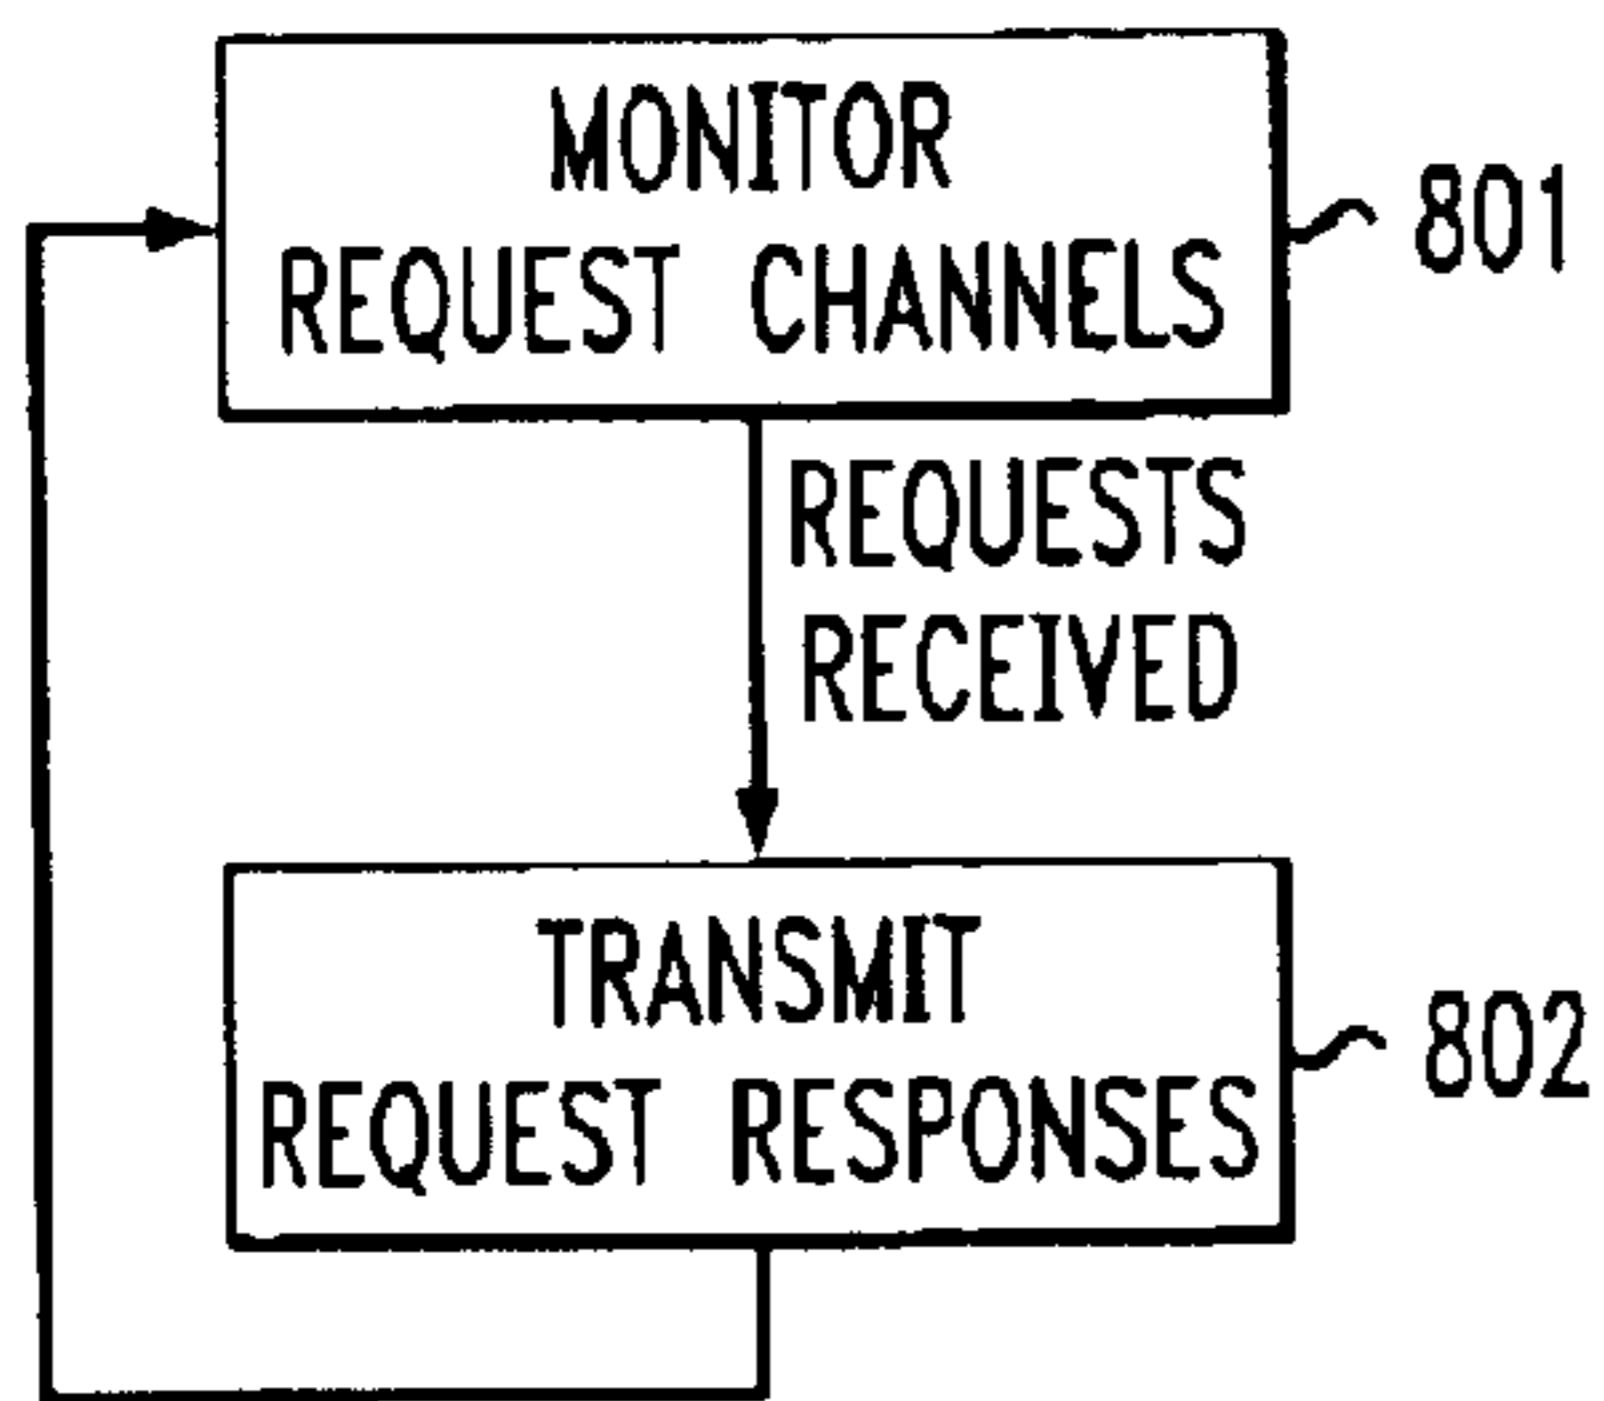 MONITOR
REQUEST CHANNELS
801
REQUESTS
RECEIVED
TRANSMIT
REQUEST RESPONSES
802